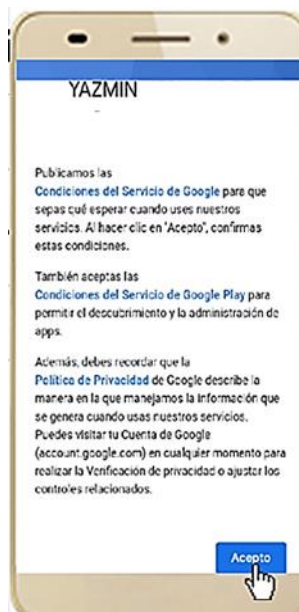 YAZMIN
Publicamos las
Condiciones del Servicio de Google para que
sepas qué esperar cuando uses nuestros
servicios. Al hacer clic en "Acepto", confirmas
estas condiciones.
También aceptas las
Condiciones del Servicio de Google Play para
permitir el descubrimiento y la administración de
apps.
Además, debes recordar que la
Política de Privacidad de Google describe la
manera en la que manejamos la información que
se genera cuando usas nuestros servicios.
Puedes visitar tu Cuenta de Google
(account.google.com) en cualquier momento para
realizar la Verificación de privacidad o ajustar los
controles relacionados.
Acepto